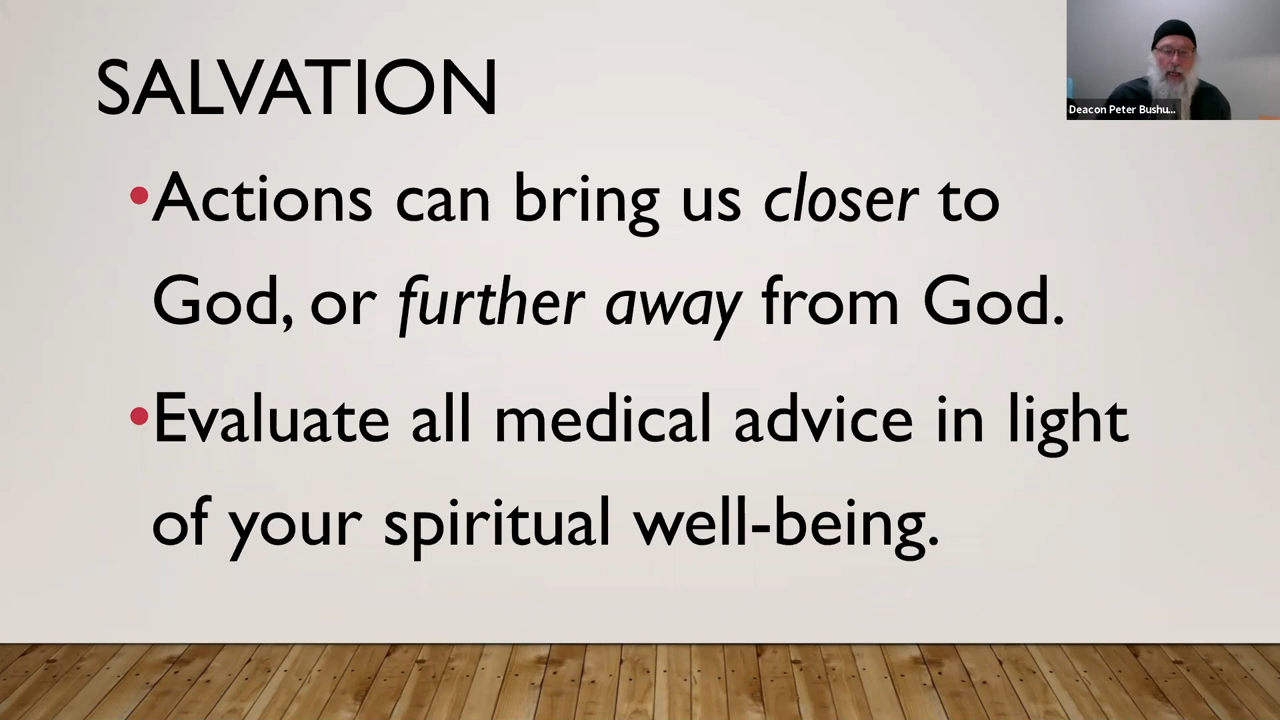 SALVATION
Deacon Peter Bushu...
•Actions can bring us closer to
God, or further away from God.
•Evaluate all medical advice in light
of your spiritual well-being.